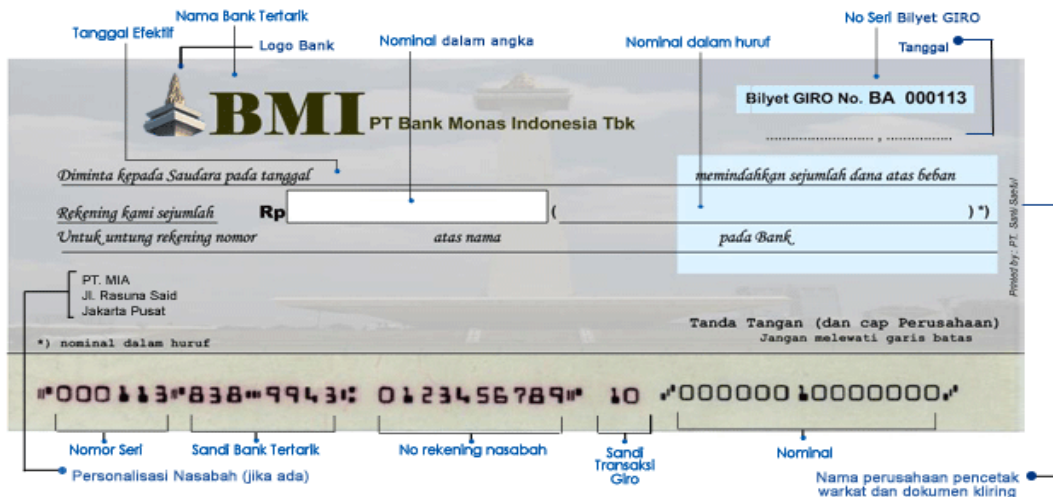 Nama Bank Tertarik
No Seri Bilyet GIRO
Tanggal Efektif
Logo Bank
Nominal dalam angka
Nominal dalam huruf
Tanggal
BMI PT Bank Monas Indonesia Tbk
Bilyet GIRO No. BA 000113
.............................. , .....................
Diminta kepada Saudara pada tanggal memindahkan sejumlah dana atas beban
Rekening kami sejumlah Rp ( ) *)
Untuk untung rekening nomor atas nama pada Bank
Printed by : PT. Santi Saeful
PT. MIA
Jl. Rasuna Said
Jakarta Pusat
Tanda Tangan (dan cap Perusahaan)
Jangan melewati garis batas
*) nominal dalam huruf
⑈000113⑈838⑉9943⑆ 0123456789⑈ 10 ⑇00000010000000⑇
Nomor Seri
Sandi Bank Tertarik
No rekening nasabah
Sandi
Transaksi
Giro
Nominal
Personalisasi Nasabah (jika ada)
Nama perusahaan pencetak
warkat dan dokumen kliring